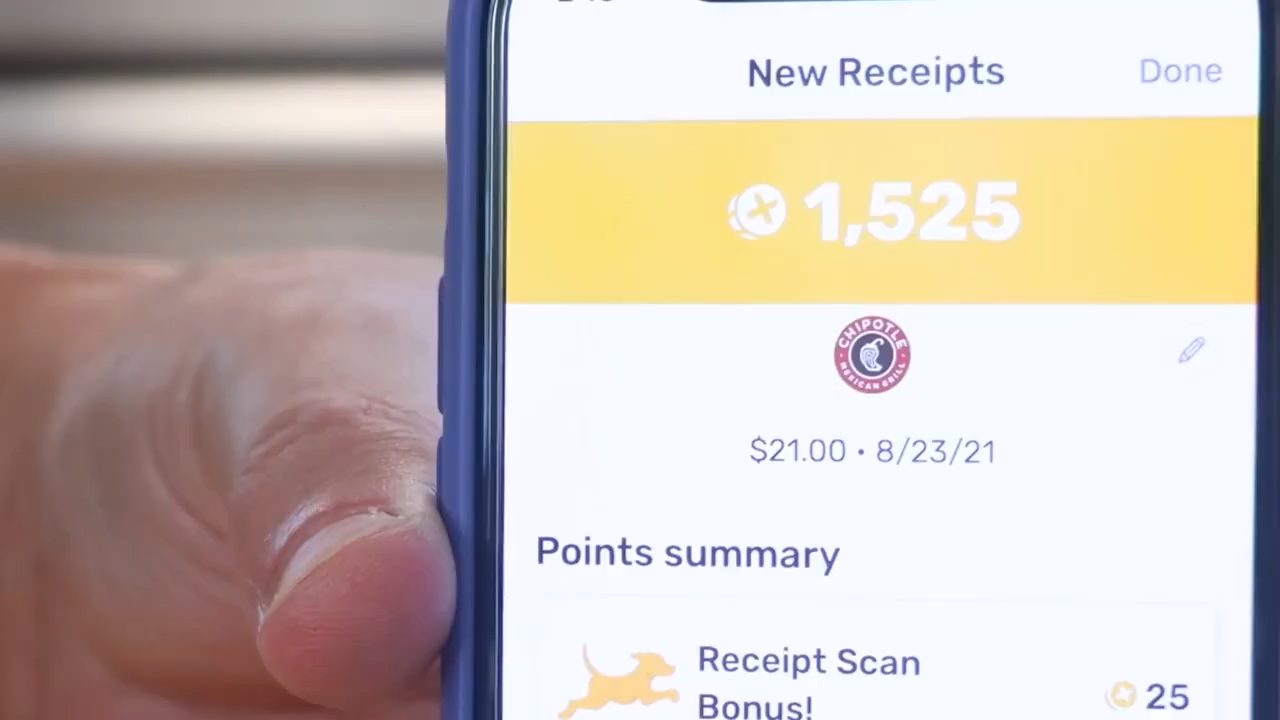 New Receipts
Done
1,525
CHIPOTLE
MEXICAN GRILL
$21.00 • 8/23/21
Points summary
Receipt Scan
Bonus!
25